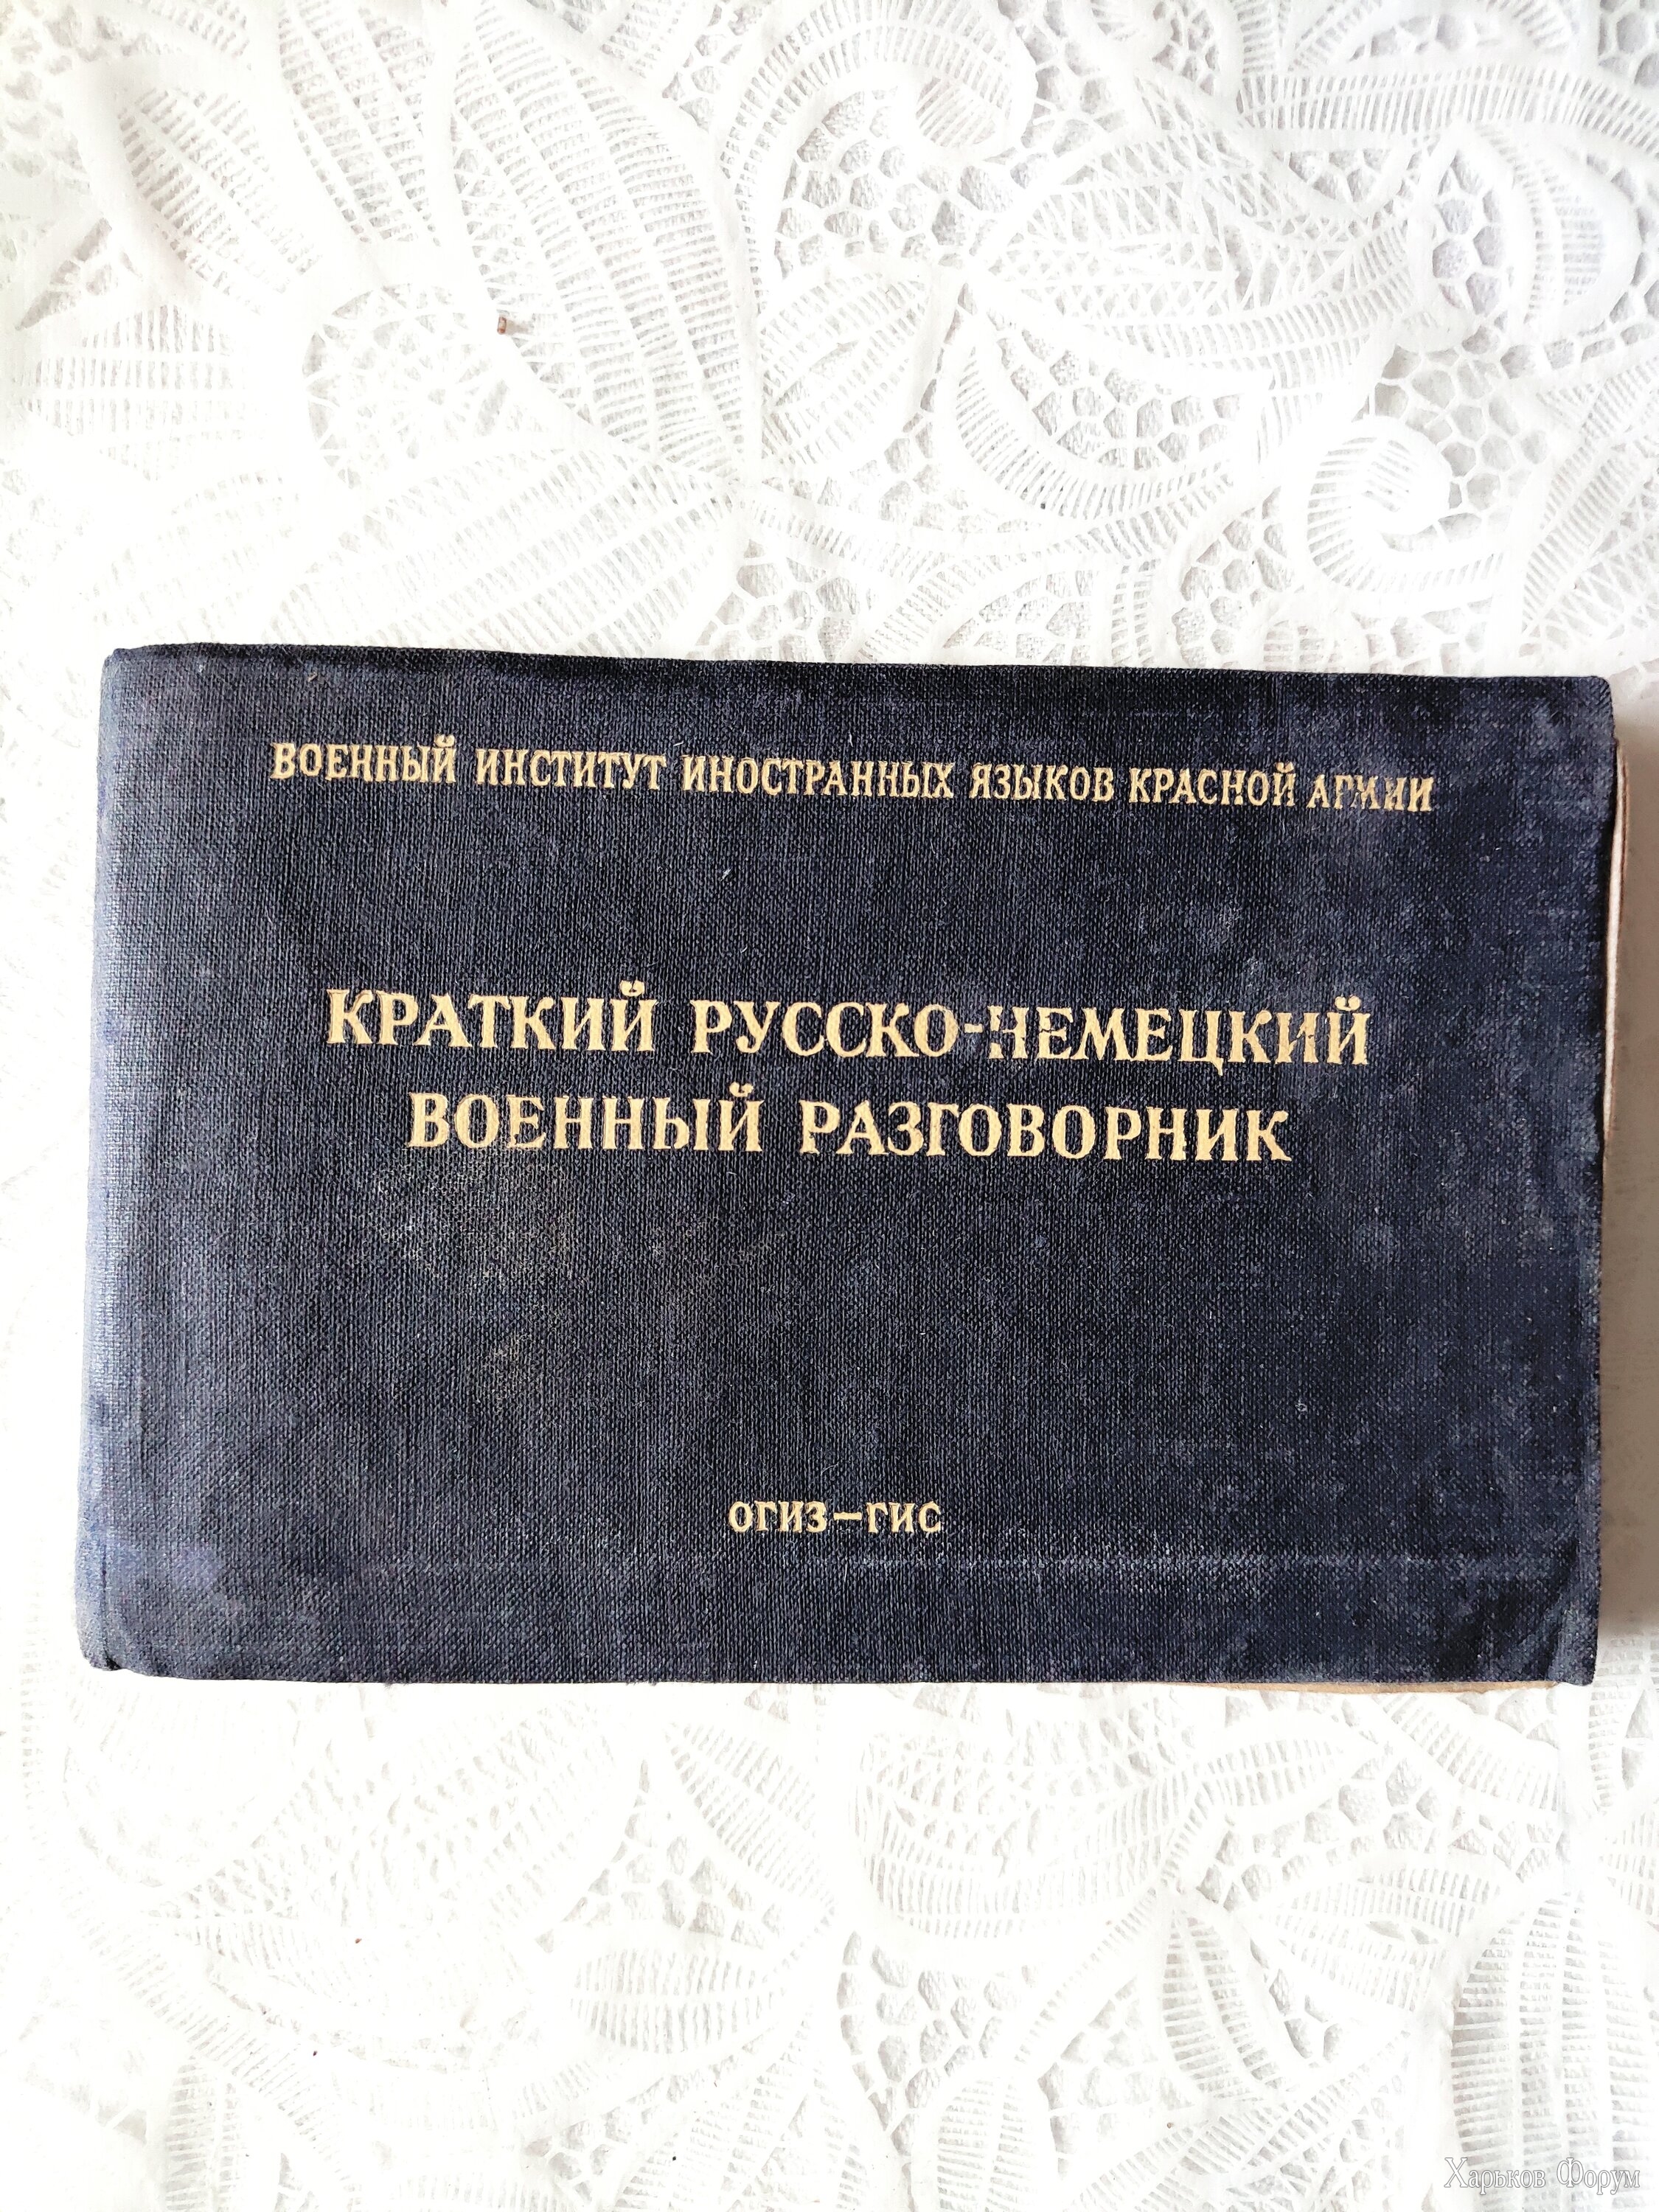 ВОЕННЫЙ ИНСТИТУТ ИНОСТРАННЫХ ЯЗЫКОВ КРАСНОЙ АРМИИ
КРАТКИЙ РУССКО-НЕМЕЦКИЙ
ВОЕННЫЙ РАЗГОВОРНИК
ОГИЗ—ГИС
Харьков Форум